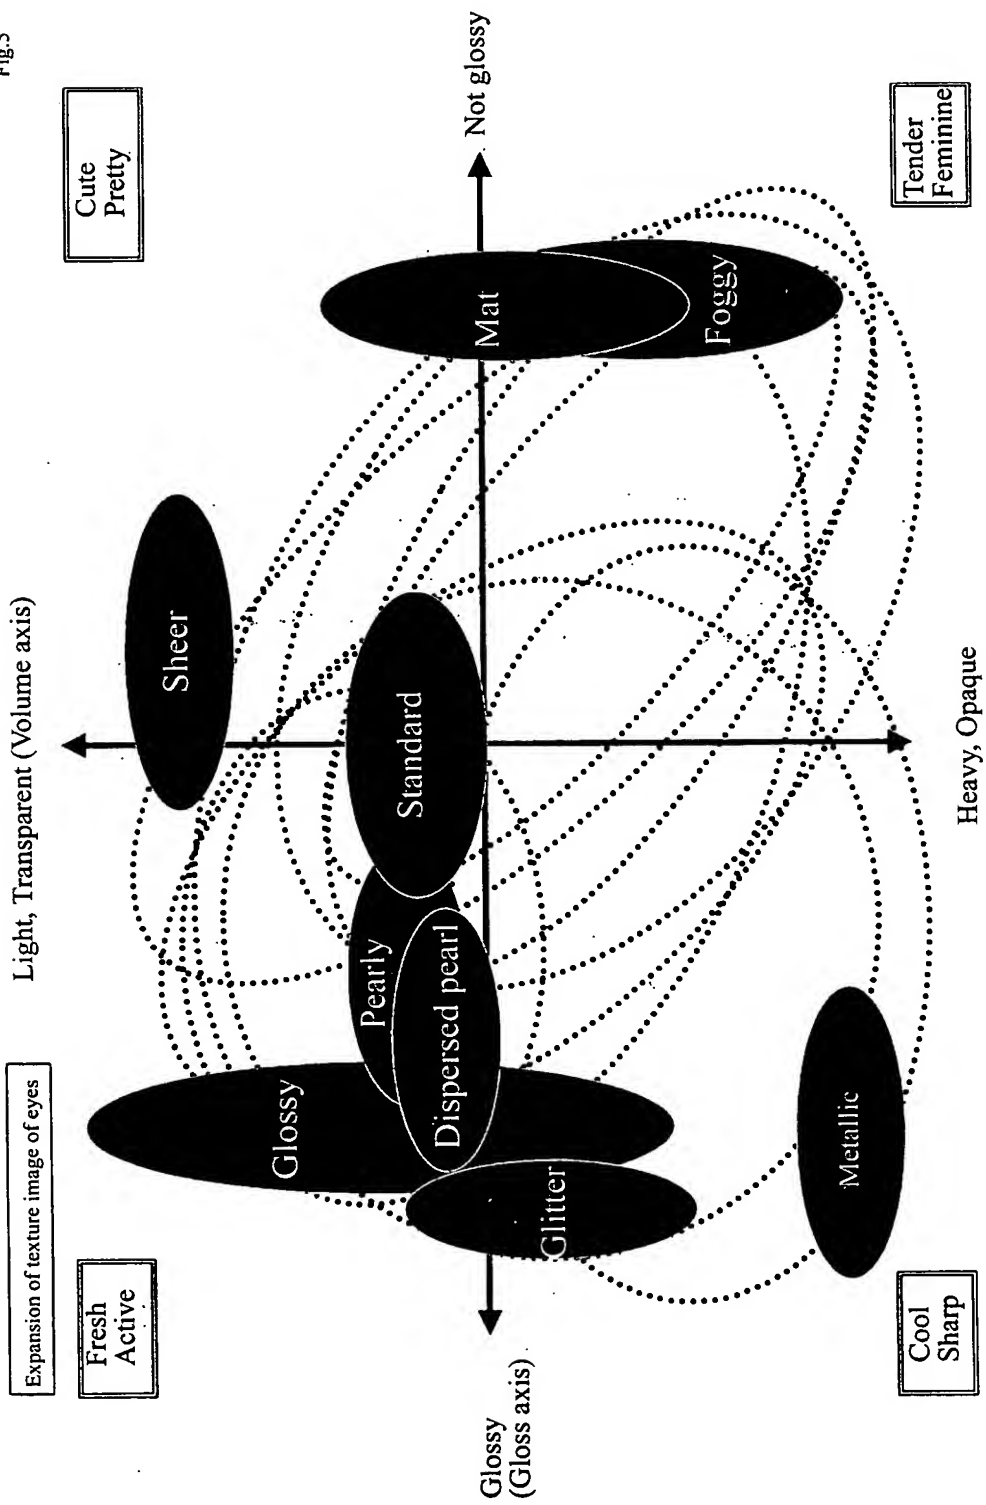 Fig.5
Expansion of texture image of eyes
Light, Transparent (Volume axis)
Fresh
Active
Cute
Pretty
Sheer
Glossy
Pearly
Standard
Dispersed pearl
Mat
Glitter
Foggy
Glossy
(Gloss axis)
Not glossy
Metallic
Cool
Sharp
Heavy, Opaque
Tender
Feminine